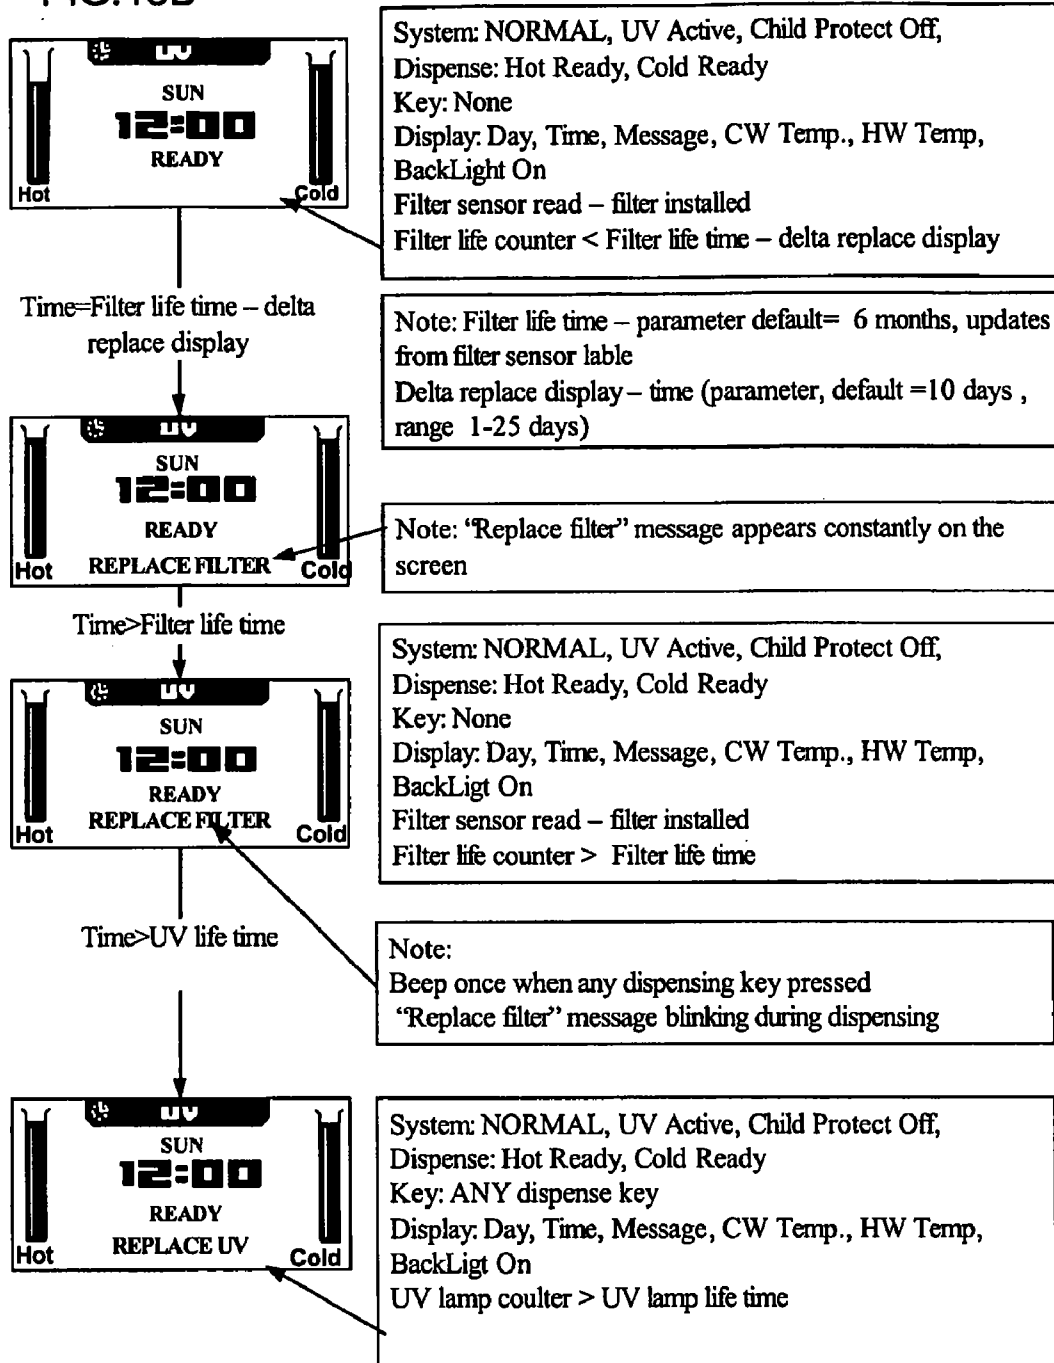 UV
SUN
12:00
READY
Hot
Cold
System: NORMAL, UV Active, Child Protect Off,
Dispense: Hot Ready, Cold Ready
Key: None
Display: Day, Time, Message, CW Temp., HW Temp,
BackLight On
Filter sensor read – filter installed
Filter life counter < Filter life time – delta replace display
Time=Filter life time – delta
replace display
Note: Filter life time – parameter default= 6 months, updates
from filter sensor lable
Delta replace display – time (parameter, default =10 days ,
range 1-25 days)
UV
SUN
12:00
READY
REPLACE FILTER
Hot
Cold
Note: "Replace filter" message appears constantly on the
screen
Time>Filter life time
UV
SUN
12:00
READY
REPLACE FILTER
Hot
Cold
System: NORMAL, UV Active, Child Protect Off,
Dispense: Hot Ready, Cold Ready
Key: None
Display: Day, Time, Message, CW Temp., HW Temp,
BackLigt On
Filter sensor read – filter installed
Filter life counter > Filter life time
Time>UV life time
Note:
Beep once when any dispensing key pressed
"Replace filter" message blinking during dispensing
UV
SUN
12:00
READY
REPLACE UV
Hot
Cold
System: NORMAL, UV Active, Child Protect Off,
Dispense: Hot Ready, Cold Ready
Key: ANY dispense key
Display: Day, Time, Message, CW Temp., HW Temp,
BackLigt On
UV lamp coulter > UV lamp life time